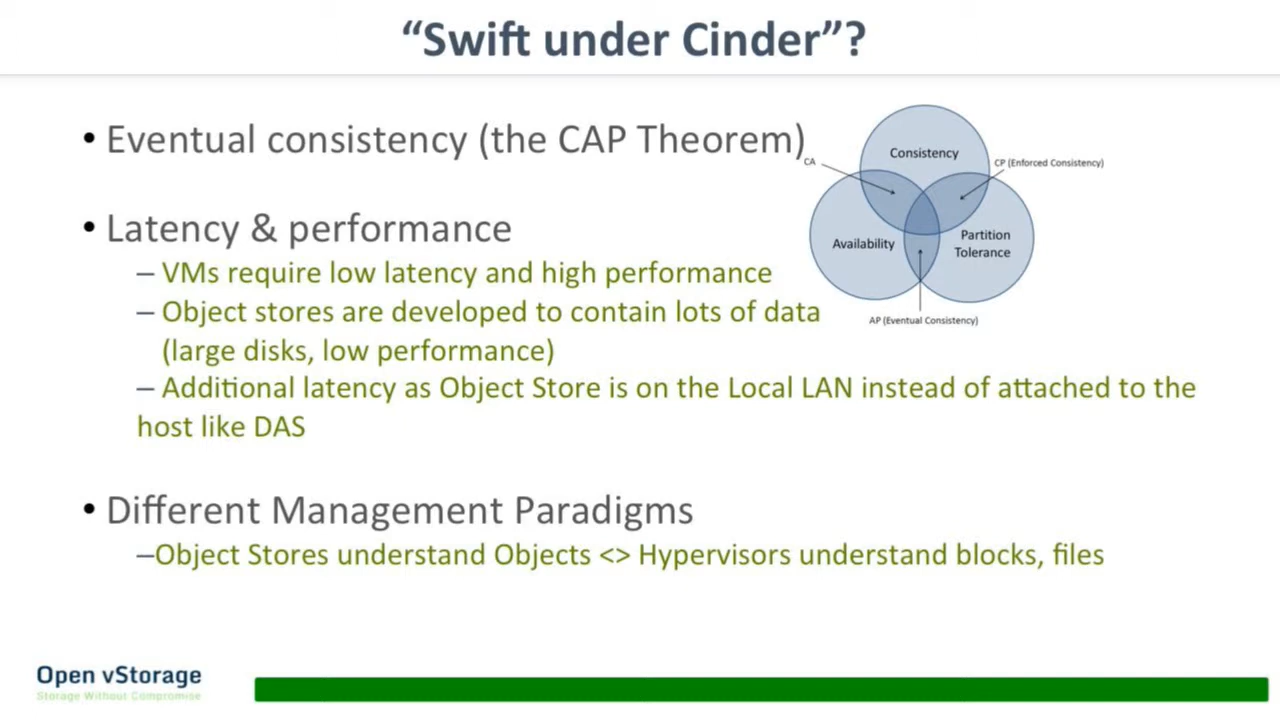 “Swift under Cinder”?
• Eventual consistency (the CAP Theorem)
CA
Consistency
CP (Enforced Consistency)
Availability
Partition
Tolerance
AP (Eventual Consistency)
• Latency & performance
– VMs require low latency and high performance
– Object stores are developed to contain lots of data
(large disks, low performance)
– Additional latency as Object Store is on the Local LAN instead of attached to the
host like DAS
• Different Management Paradigms
–Object Stores understand Objects <> Hypervisors understand blocks, files
Open vStorage
Storage Without Compromise